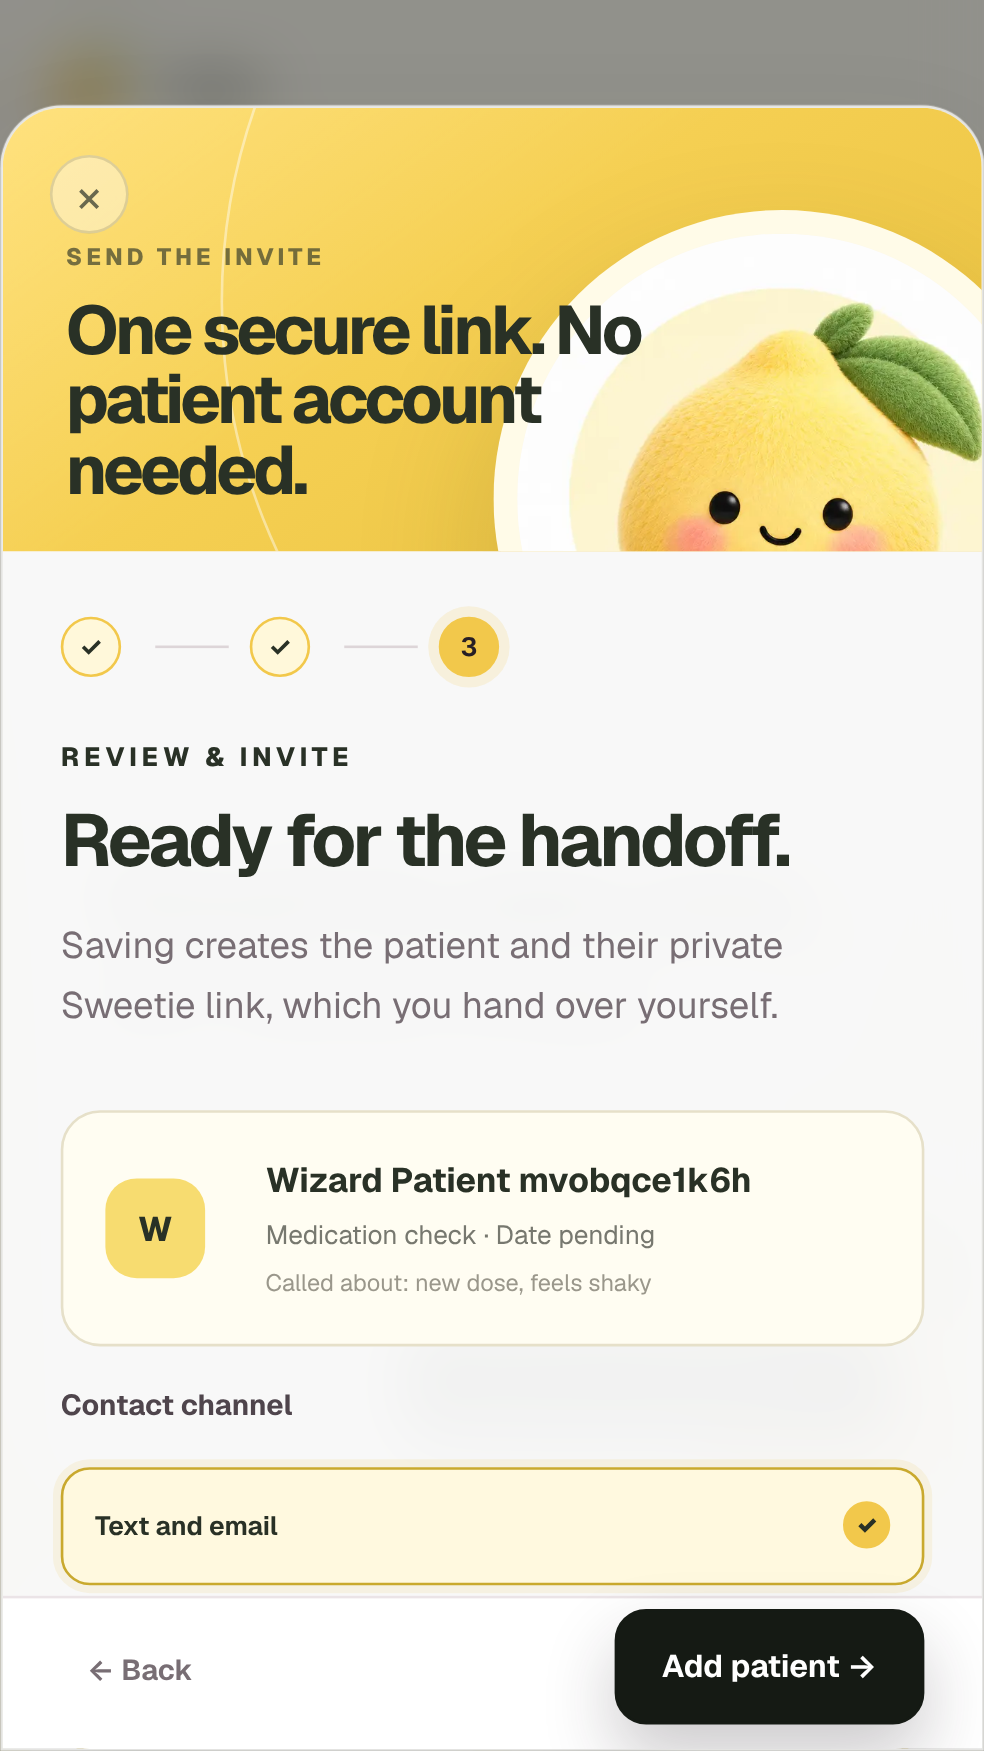 SEND THE INVITE
One secure link. No
patient account
needed.
3
REVIEW & INVITE
Ready for the handoff.
Saving creates the patient and their private
Sweetie link, which you hand over yourself.
W
Wizard Patient mvobqce1k6h
Medication check · Date pending
Called about: new dose, feels shaky
Contact channel
Text and email
← Back
Add patient →